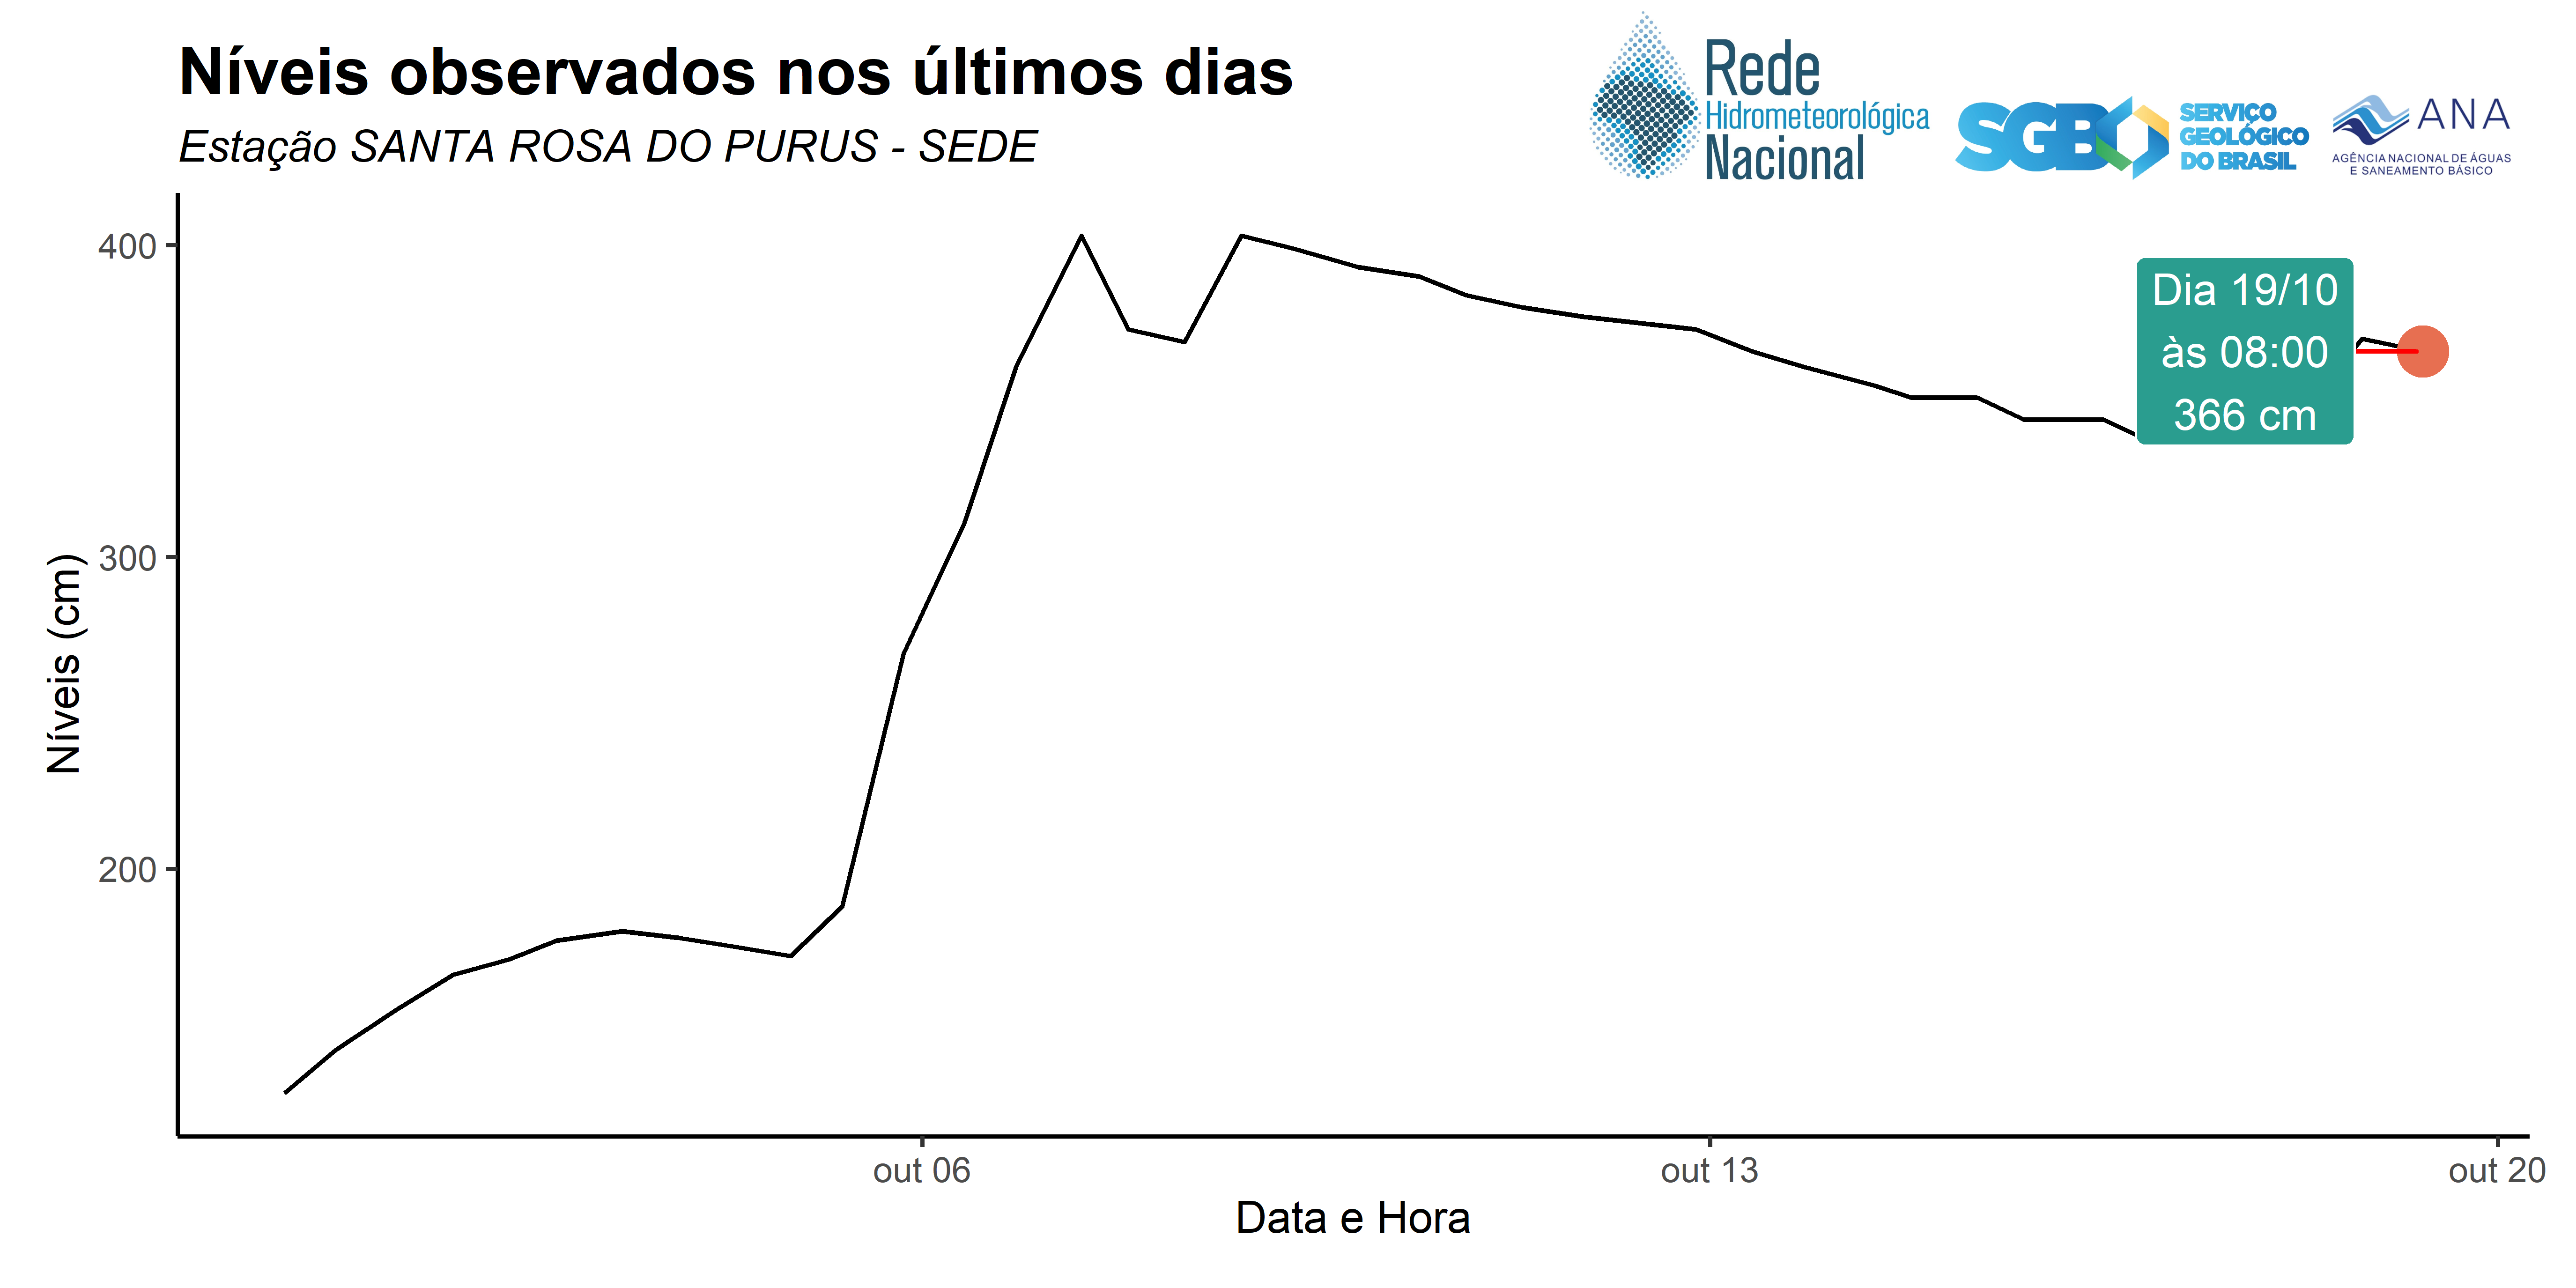 Níveis observados nos últimos dias
Estação SANTA ROSA DO PURUS - SEDE
Rede
Hidrometeorológica
Nacional
SGB
SERVIÇO
GEOLÓGICO
DO BRASIL
ANA
AGÊNCIA NACIONAL DE ÁGUAS
E SANEAMENTO BÁSICO
400
300
200
Níveis (cm)
Dia 19/10
às 08:00
366 cm
out 06
out 13
out 20
Data e Hora